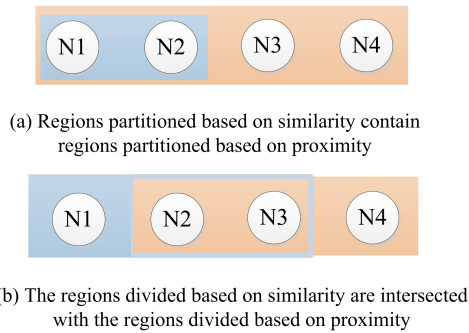 N1 N2 N3 N4
(a) Regions partitioned based on similarity contain
regions partitioned based on proximity
N1 N2 N3 N4
b) The regions divided based on similarity are intersected
with the regions divided based on proximity